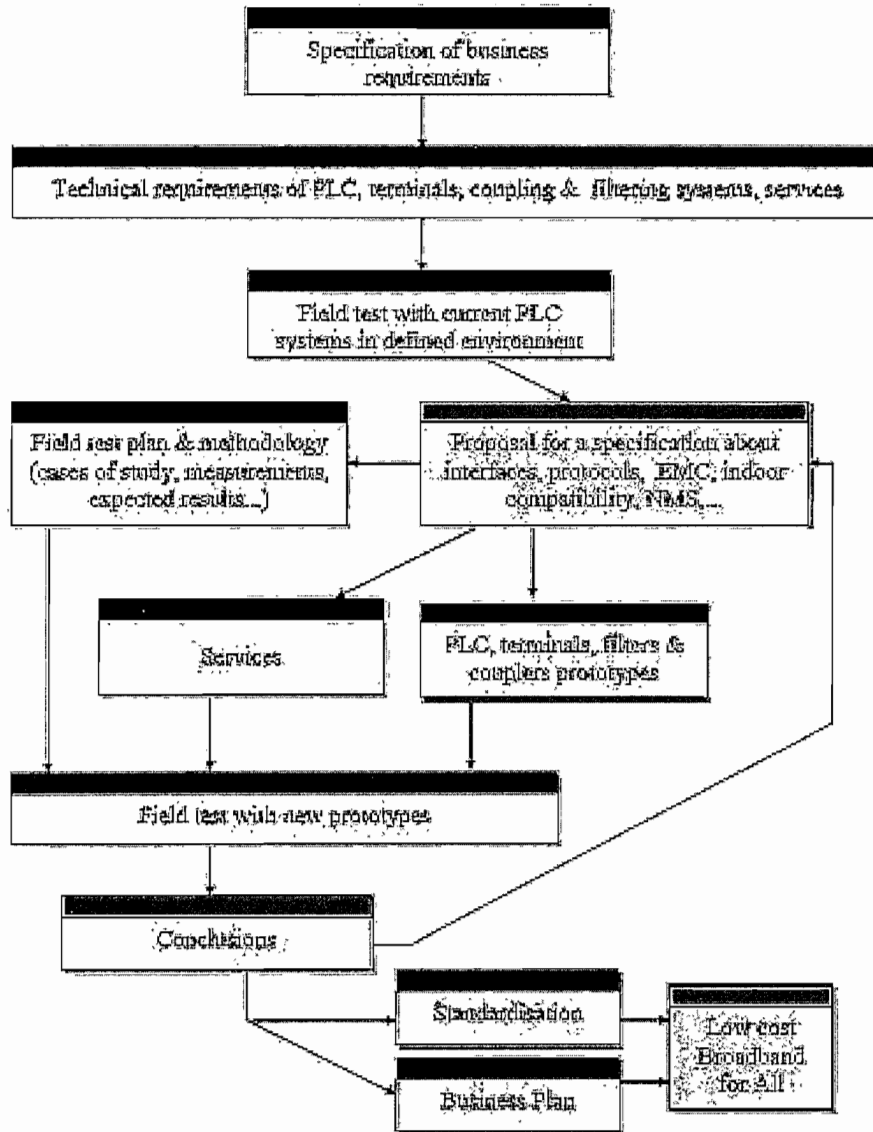 Specification of business
requirements
Technical requirements of PLC, terminals, coupling & filtering systems, services
Field test with current PLC
systems in defined environment
Field test plan & methodology
(cases of study, measurements,
expected results...)
Proposal for a specification about
interfaces, protocols, EMC, indoor
compatibility, NMS,...
Services
PLC, terminals, filters &
couplers prototypes
Field test with new prototypes
Conclusions
Standardisation
Business Plan
Low cost
Broadband
for All